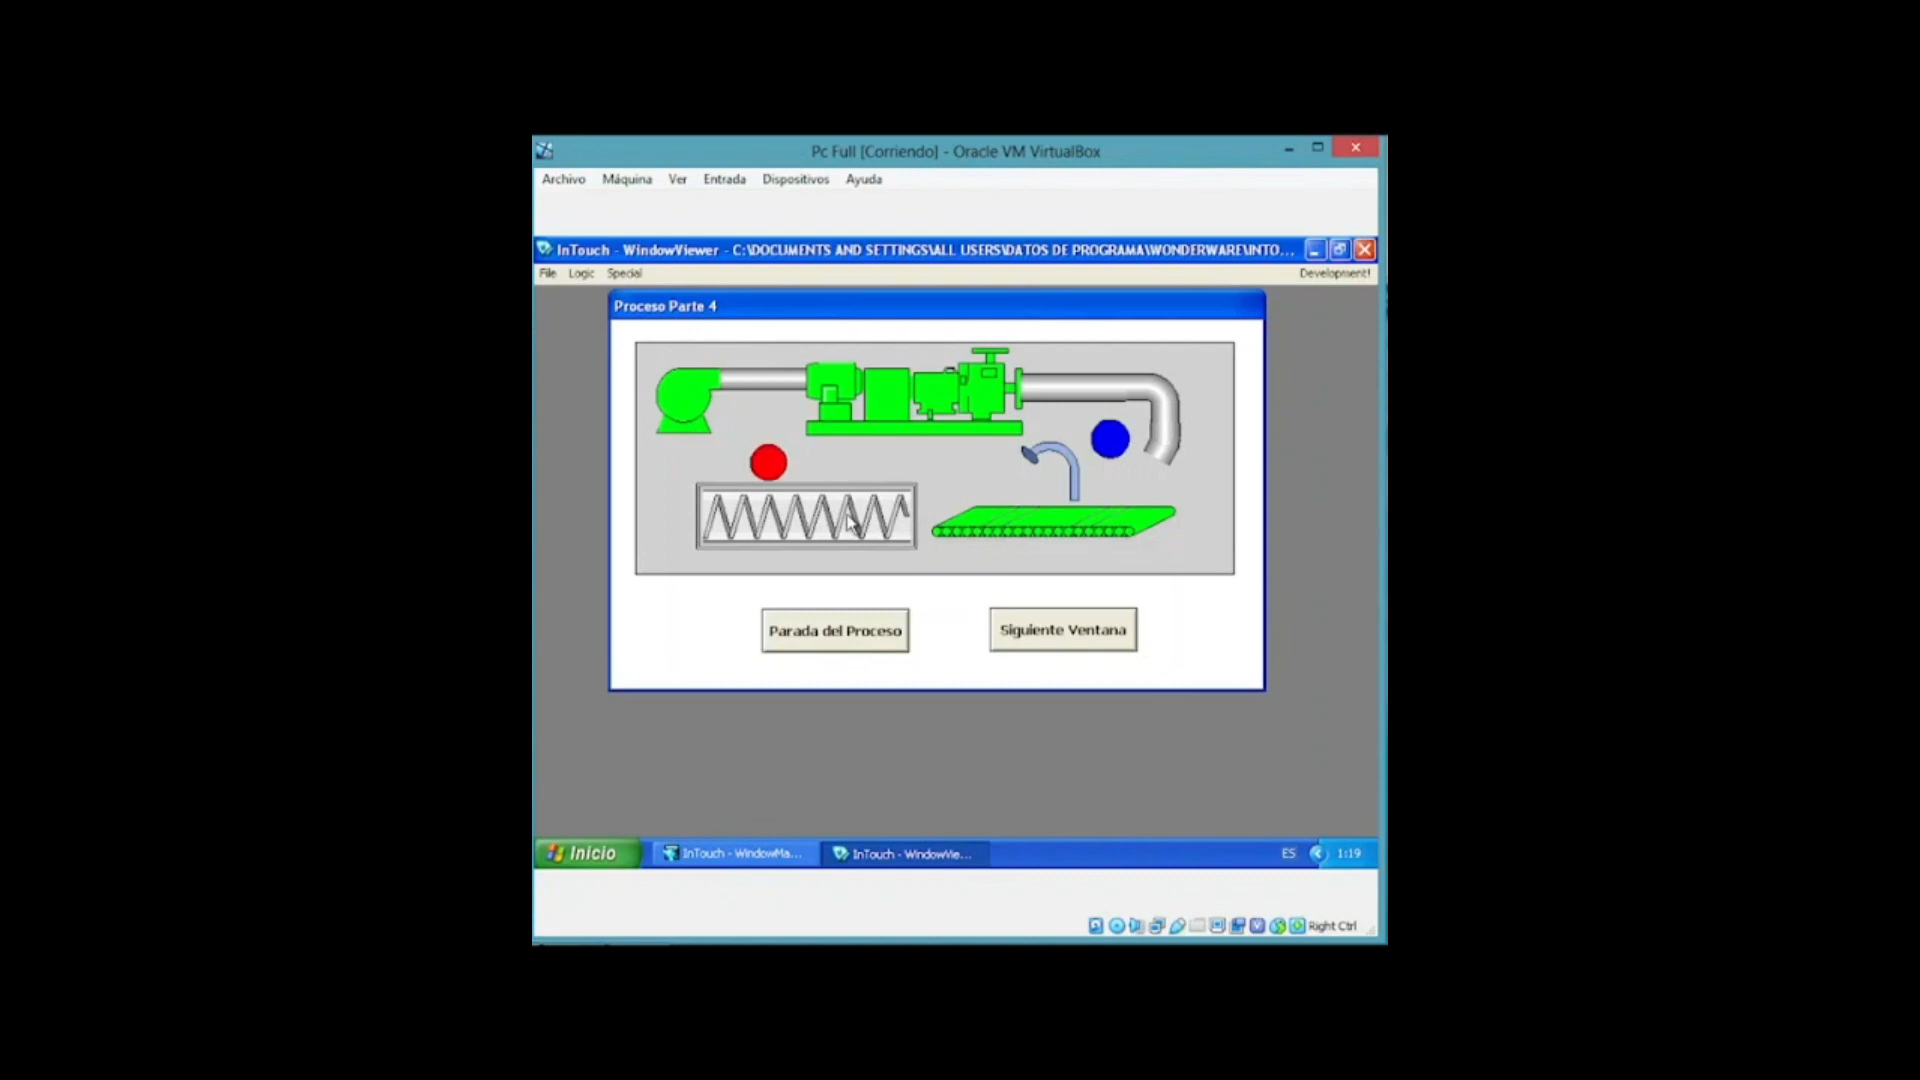 Pc Full [Corriendo] - Oracle VM VirtualBox
Archivo Máquina Ver Entrada Dispositivos Ayuda
InTouch - WindowViewer - C:\DOCUMENTS AND SETTINGS\ALL USERS\DATOS DE PROGRAMA\WONDERWARE\INTO...
File Logic Special Development!
Proceso Parte 4
Parada del Proceso
Siguiente Ventana
Inicio InTouch - WindowMa... InTouch - WindowVie... ES 1:19
Right Ctrl